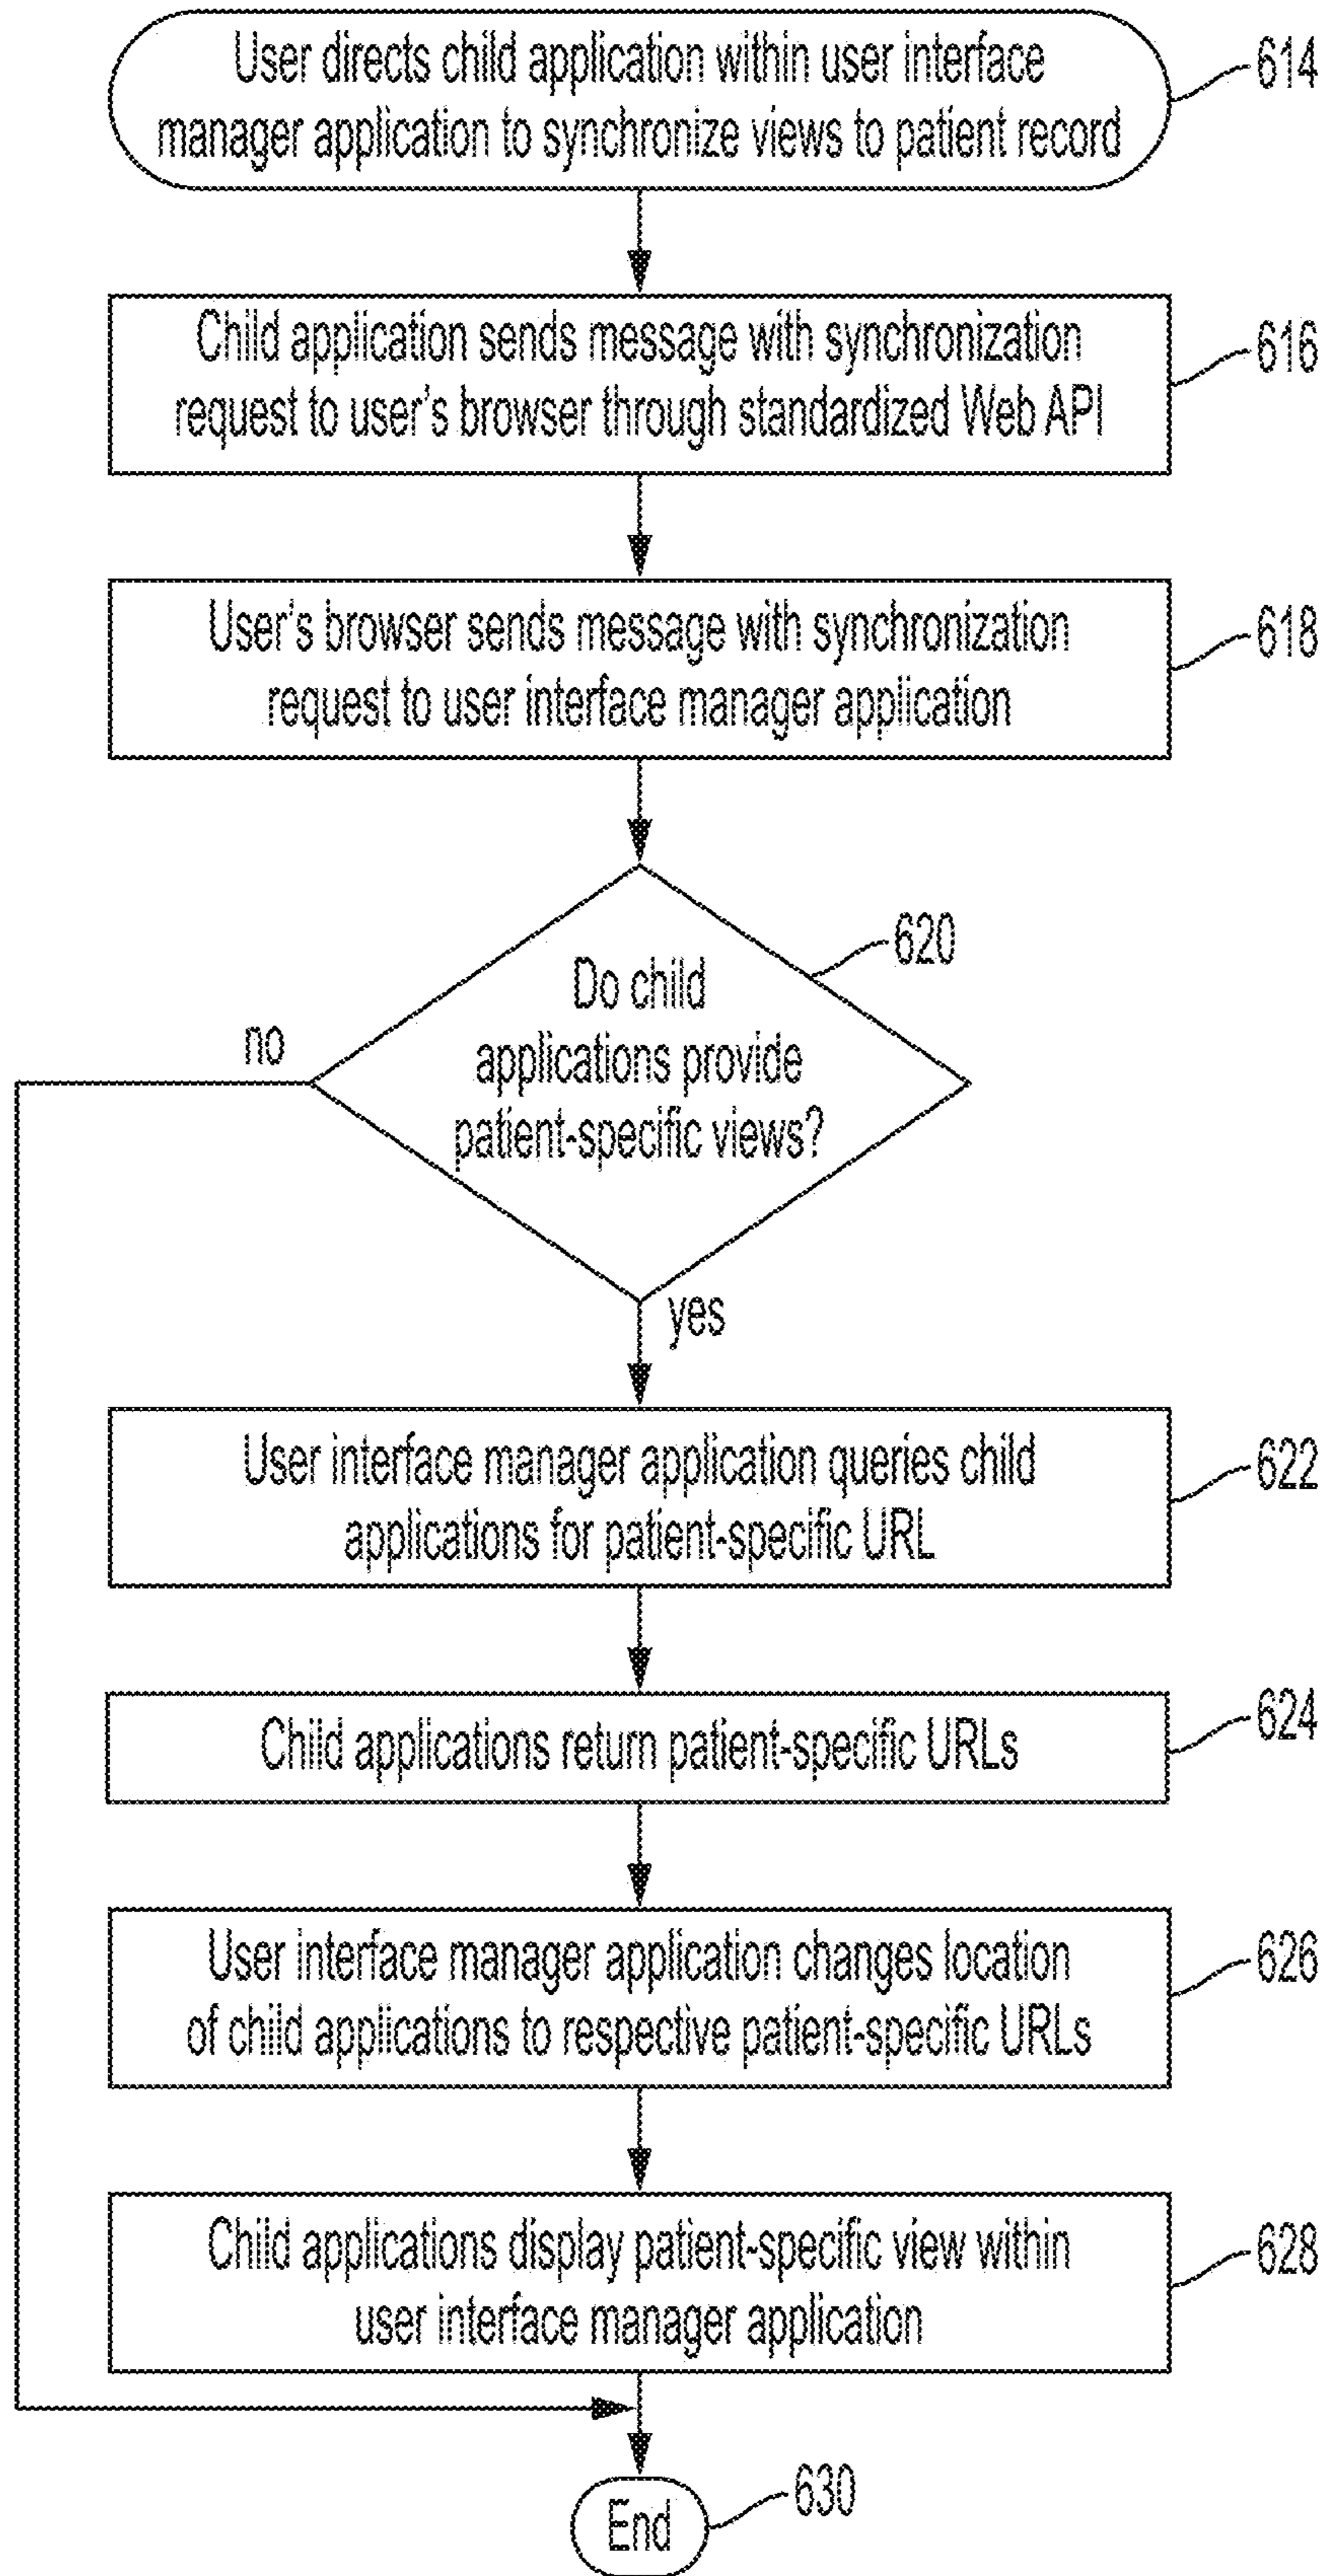 User directs child application within user interface
manager application to synchronize views to patient record
614
Child application sends message with synchronization
request to user's browser through standardized Web API
616
User's browser sends message with synchronization
request to user interface manager application
618
620
Do child
applications provide
patient-specific views?
no
yes
User interface manager application queries child
applications for patient-specific URL
622
Child applications return patient-specific URLs
624
User interface manager application changes location
of child applications to respective patient-specific URLs
626
Child applications display patient-specific view within
user interface manager application
628
End
630